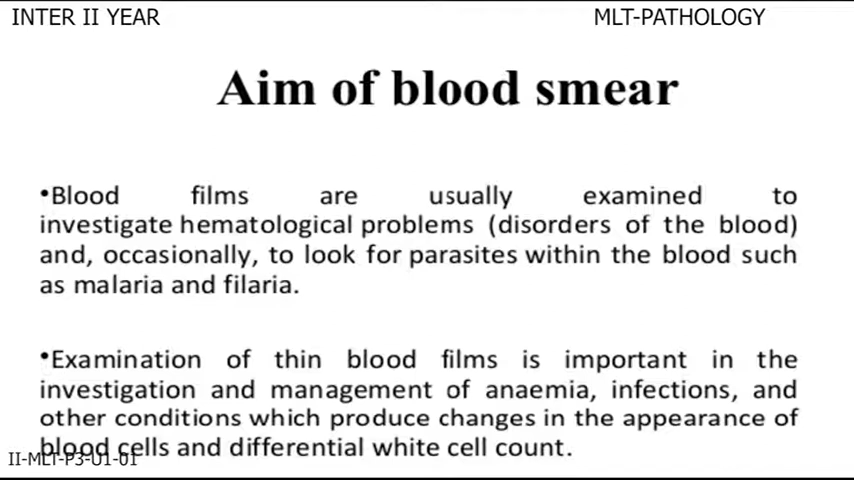 INTER II YEAR
MLT-PATHOLOGY
Aim of blood smear
•Blood films are usually examined to
investigate hematological problems (disorders of the blood)
and, occasionally, to look for parasites within the blood such
as malaria and filaria.
•Examination of thin blood films is important in the
investigation and management of anaemia, infections, and
other conditions which produce changes in the appearance of
blood cells and differential white cell count.
II-MLT-P3-U1-01